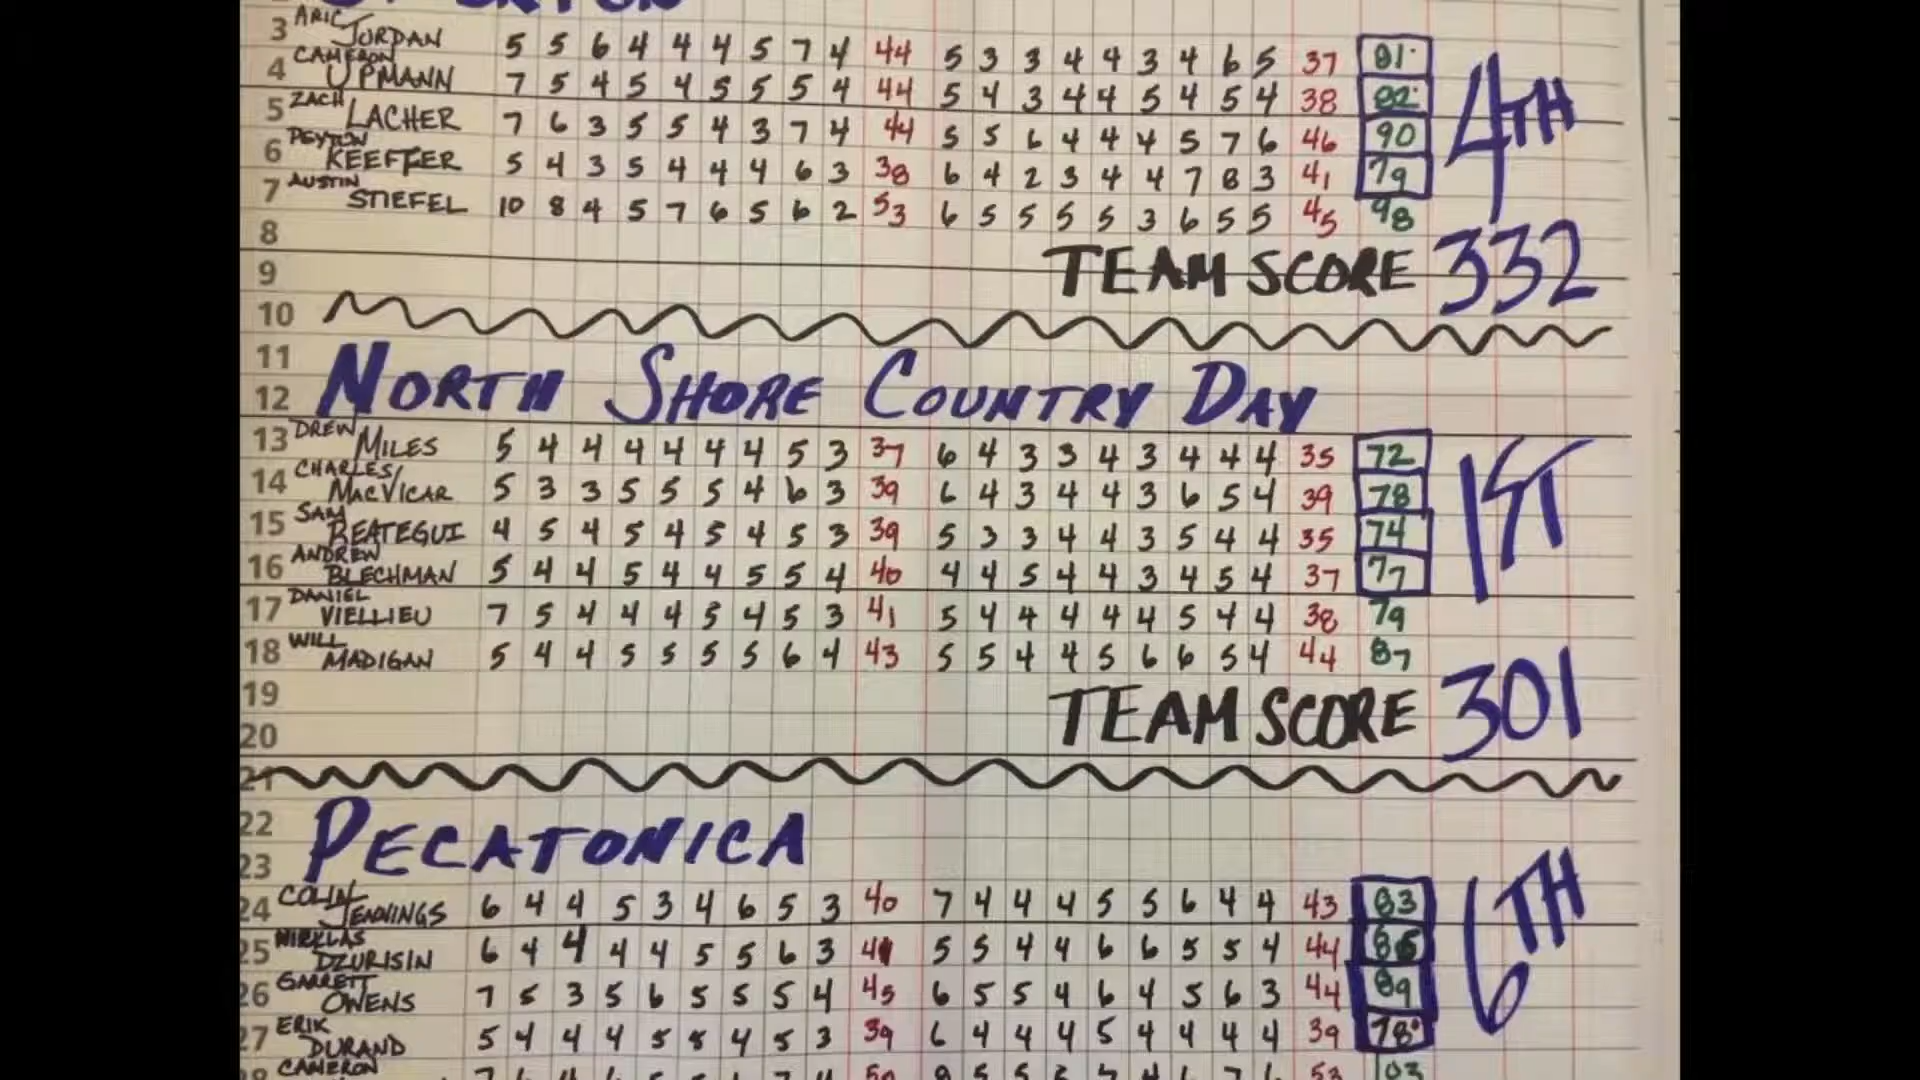 3 ARIC JORDAN 5 5 6 4 4 4 5 7 4 44 5 3 3 4 4 3 4 6 5 37 81
4 CAMERON UPMANN 7 5 4 5 4 5 5 5 4 44 5 4 3 4 4 5 4 5 4 38 82
5 ZACH LACHER 7 6 3 5 5 4 3 7 4 44 5 5 6 4 4 4 5 7 6 46 90
4TH
6 PEYTON KEEFFER 5 4 3 5 4 4 4 6 3 38 6 4 2 3 4 4 7 8 3 41 79
7 AUSTIN STIEFEL 10 8 4 5 7 6 5 6 2 53 6 5 5 5 5 3 6 5 5 45 98
8
9 TEAM SCORE 332
10
11
12 NORTH SHORE COUNTRY DAY
13 DREW MILES 5 4 4 4 4 4 4 5 3 37 6 4 3 3 4 3 4 4 4 35 72
14 CHARLES MACVICAR 5 3 3 5 5 5 4 6 3 39 6 4 3 4 4 3 6 5 4 39 78
1ST
15 SAM REATEGUI 4 5 4 5 4 5 4 5 3 39 5 3 3 4 4 3 5 4 4 35 74
16 ANDREW BLECHMAN 5 4 4 5 4 4 5 5 4 40 4 4 5 4 4 3 4 5 4 37 77
17 DANIEL VIELLIEU 7 5 4 4 4 5 4 5 3 41 5 4 4 4 4 4 5 4 4 38 79
18 WILL MADIGAN 5 4 4 5 5 5 5 6 4 43 5 5 4 4 5 6 6 5 4 44 87
19 TEAM SCORE 301
20
21
22 PECATONICA
23
24 COLIN JENNINGS 6 4 4 5 3 4 6 5 3 40 7 4 4 4 5 5 6 4 4 43 83
6TH
25 NIKLAS DZURISIN 6 4 4 4 4 5 5 6 3 41 5 5 4 4 6 6 5 5 4 44 85
26 GARRETT OWENS 7 5 3 5 6 5 5 5 4 45 6 5 5 4 6 4 5 6 3 44 89
27 ERIK DURAND 5 4 4 4 5 5 4 5 3 39 6 4 4 4 5 4 4 4 4 39 78
28 CAMERON 50 53 103